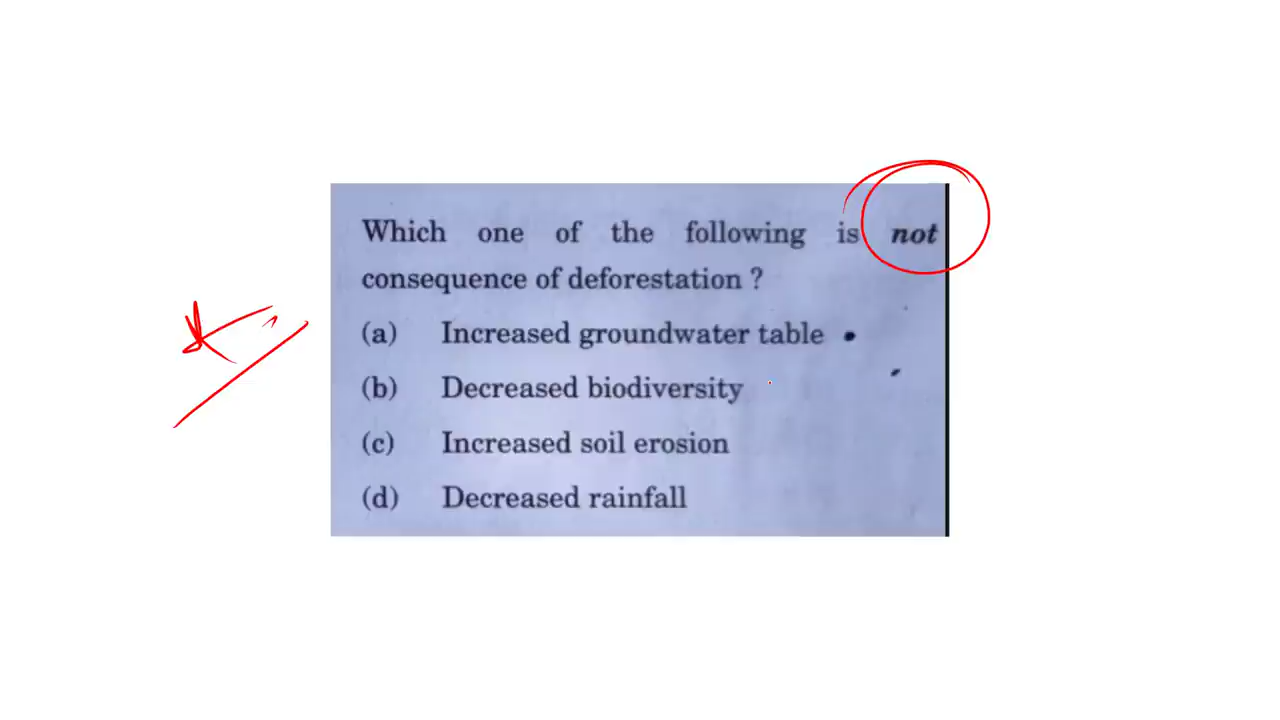 Which one of the following is not
consequence of deforestation ?
(a) Increased groundwater table
(b) Decreased biodiversity
(c) Increased soil erosion
(d) Decreased rainfall